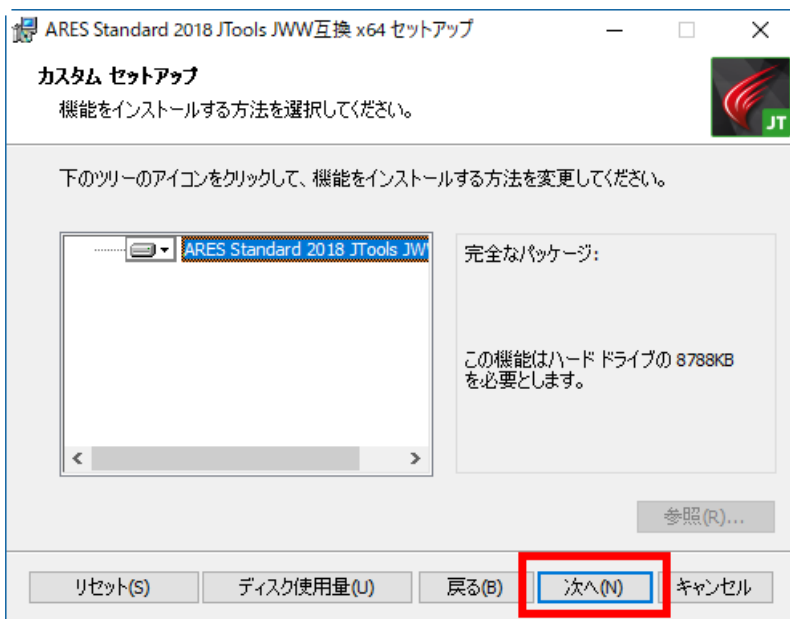 ARES Standard 2018 JTools JWW互換 x64 セットアップ
カスタム セットアップ
機能をインストールする方法を選択してください。
JT
下のツリーのアイコンをクリックして、機能をインストールする方法を変更してください。
ARES Standard 2018 JTools JW
完全なパッケージ:
この機能はハード ドライブの 8788KB
を必要とします。
参照(R)...
リセット(S)
ディスク使用量(U)
戻る(B)
次へ(N)
キャンセル